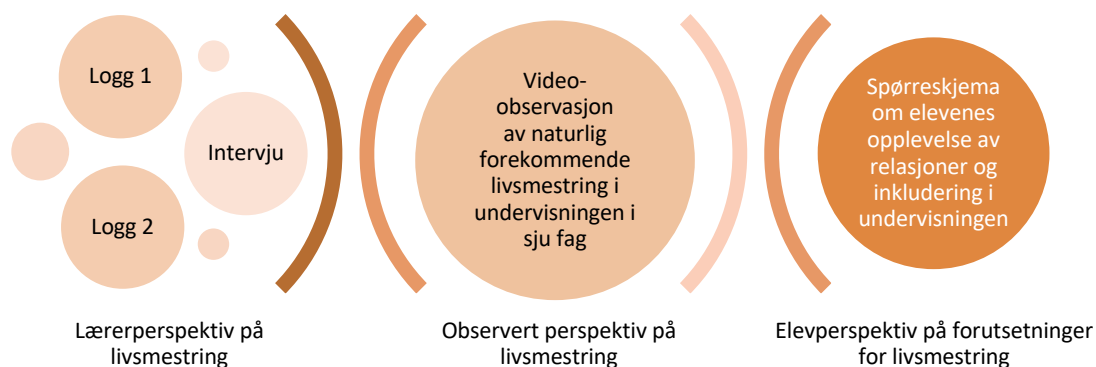 Logg 1
Logg 2
Intervju
Video-
observasjon
av naturlig
forekommende
livsmestring i
undervisningen i
sju fag
Spørreskjema
om elevenes
opplevelse av
relasjoner og
inkludering i
undervisningen
Lærerperspektiv på
livsmestring
Observert perspektiv på
livsmestring
Elevperspektiv på forutsetninger
for livsmestring